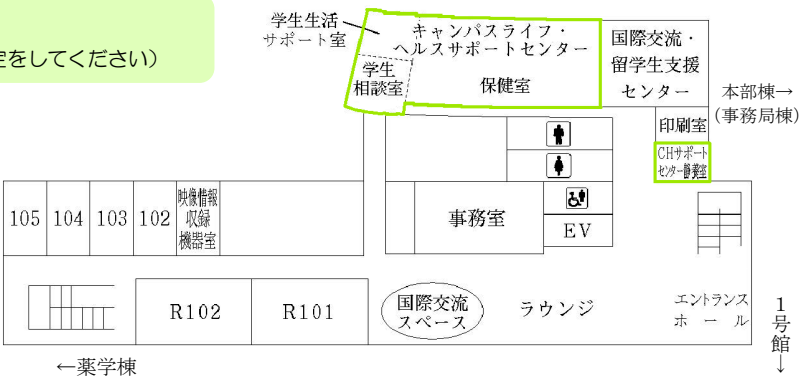 定をしてください）
学生生活
サポート室
キャンパスライフ・
ヘルスサポートセンター
学生
相談室
保健室
国際交流・
留学生支援
センター
本部棟→
(事務局棟)
印刷室
CHサポート
センター静養室
105
104
103
102
映像情報
収録
機器室
事務室
EV
R102
R101
国際交流
スペース
ラウンジ
エントランス
ホール
1号館↓
←薬学棟